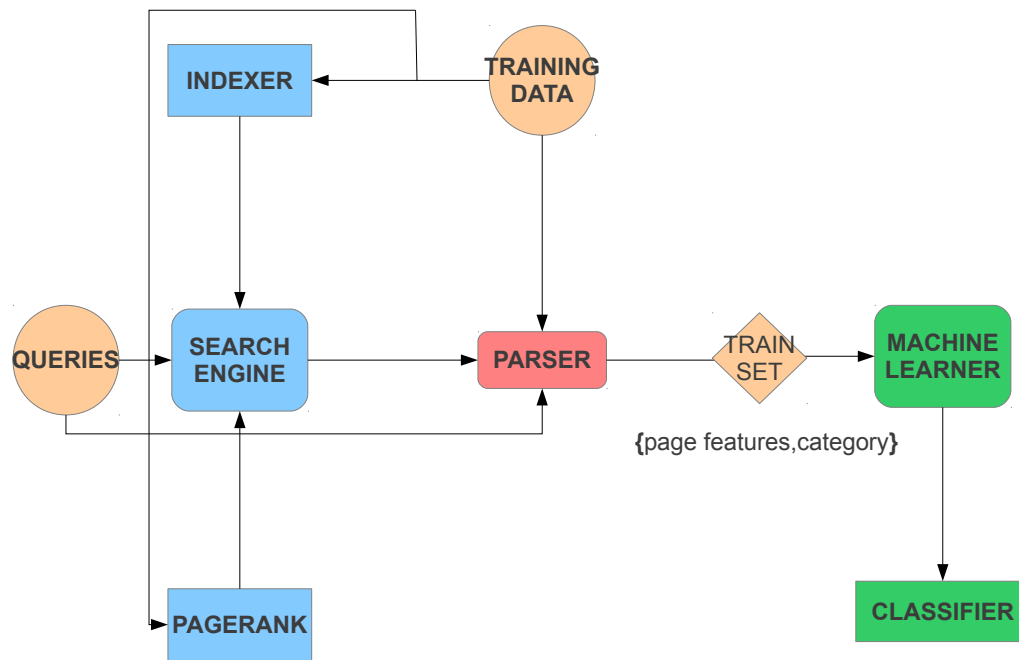 INDEXER
TRAINING
DATA
QUERIES
SEARCH
ENGINE
PARSER
TRAIN
SET
MACHINE
LEARNER
{page features,category}
PAGERANK
CLASSIFIER